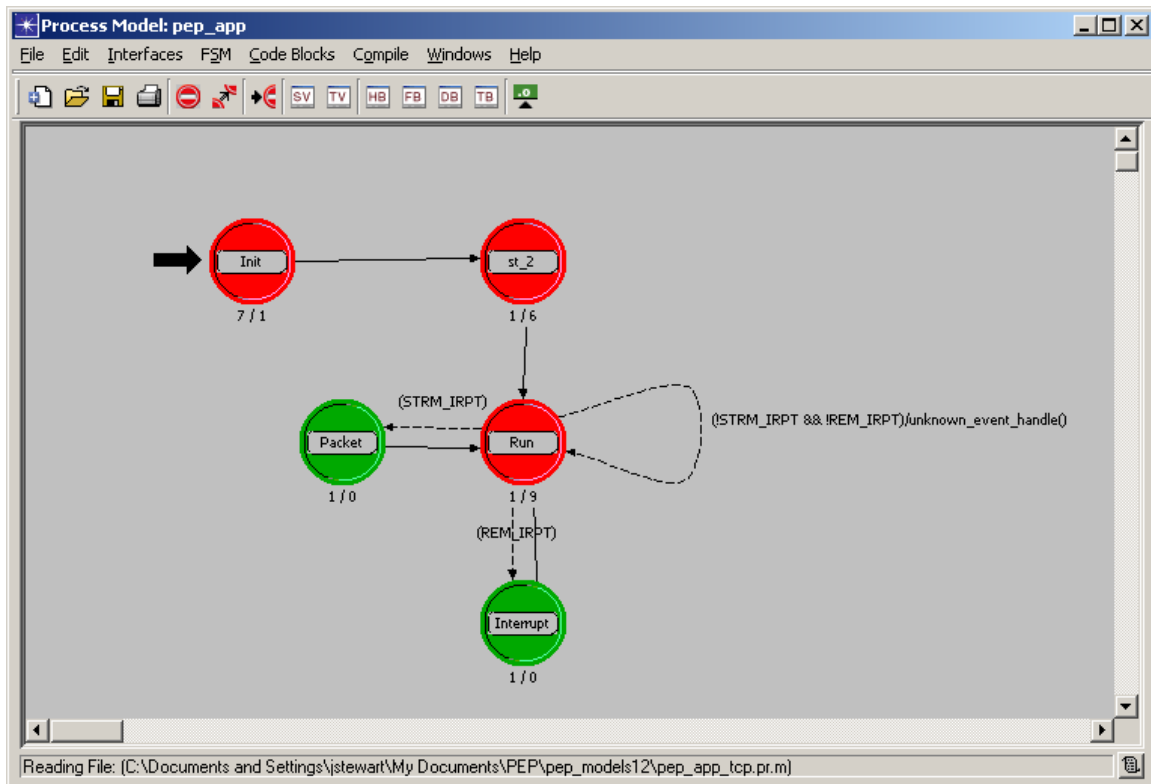 Process Model: pep_app
File Edit Interfaces FSM Code Blocks Compile Windows Help
SV TV HB FB DB TB .0
Init st_2
7 / 1 1 / 6
(STRM_IRPT)
(!STRM_IRPT && !REM_IRPT)/unknown_event_handle()
Packet Run
1 / 0 1 / 9
(REM_IRPT)
Interrupt
1 / 0
Reading File: (C:\Documents and Settings\jstewart\My Documents\PEP\pep_models12\pep_app_tcp.pr.m)